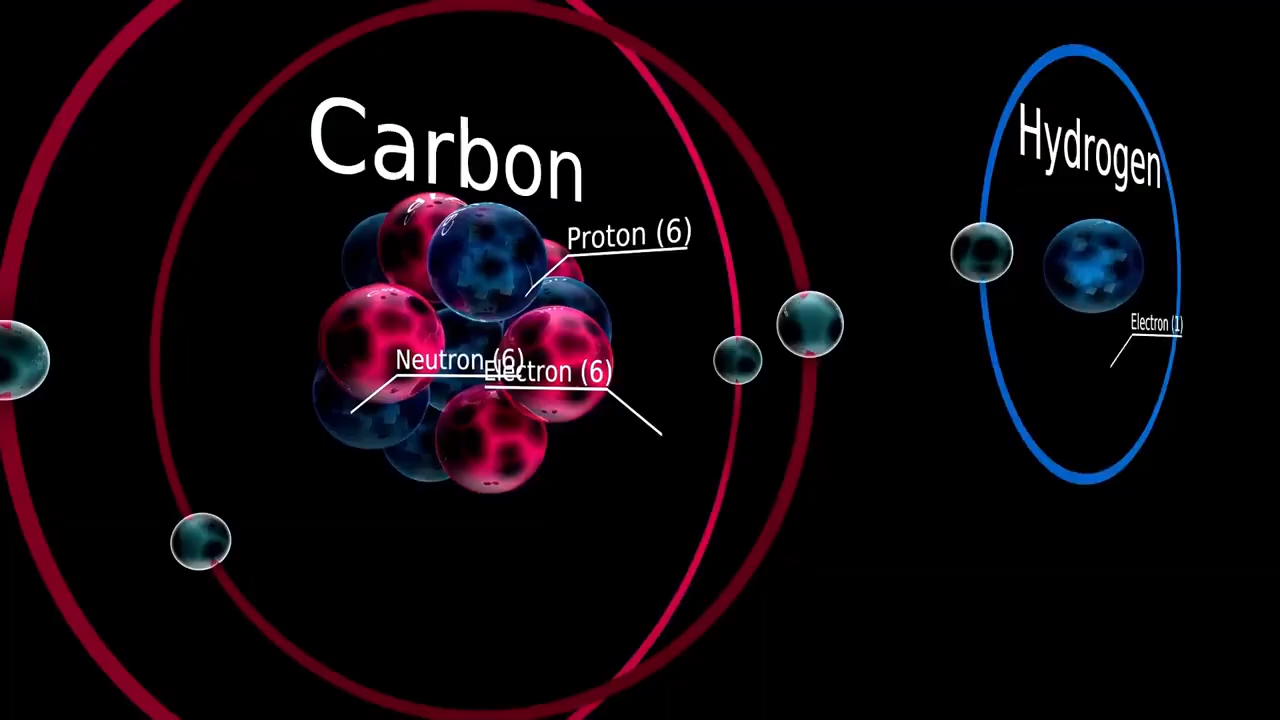 Carbon
Proton (6)
Neutron (6)
Electron (6)
Hydrogen
Electron (1)